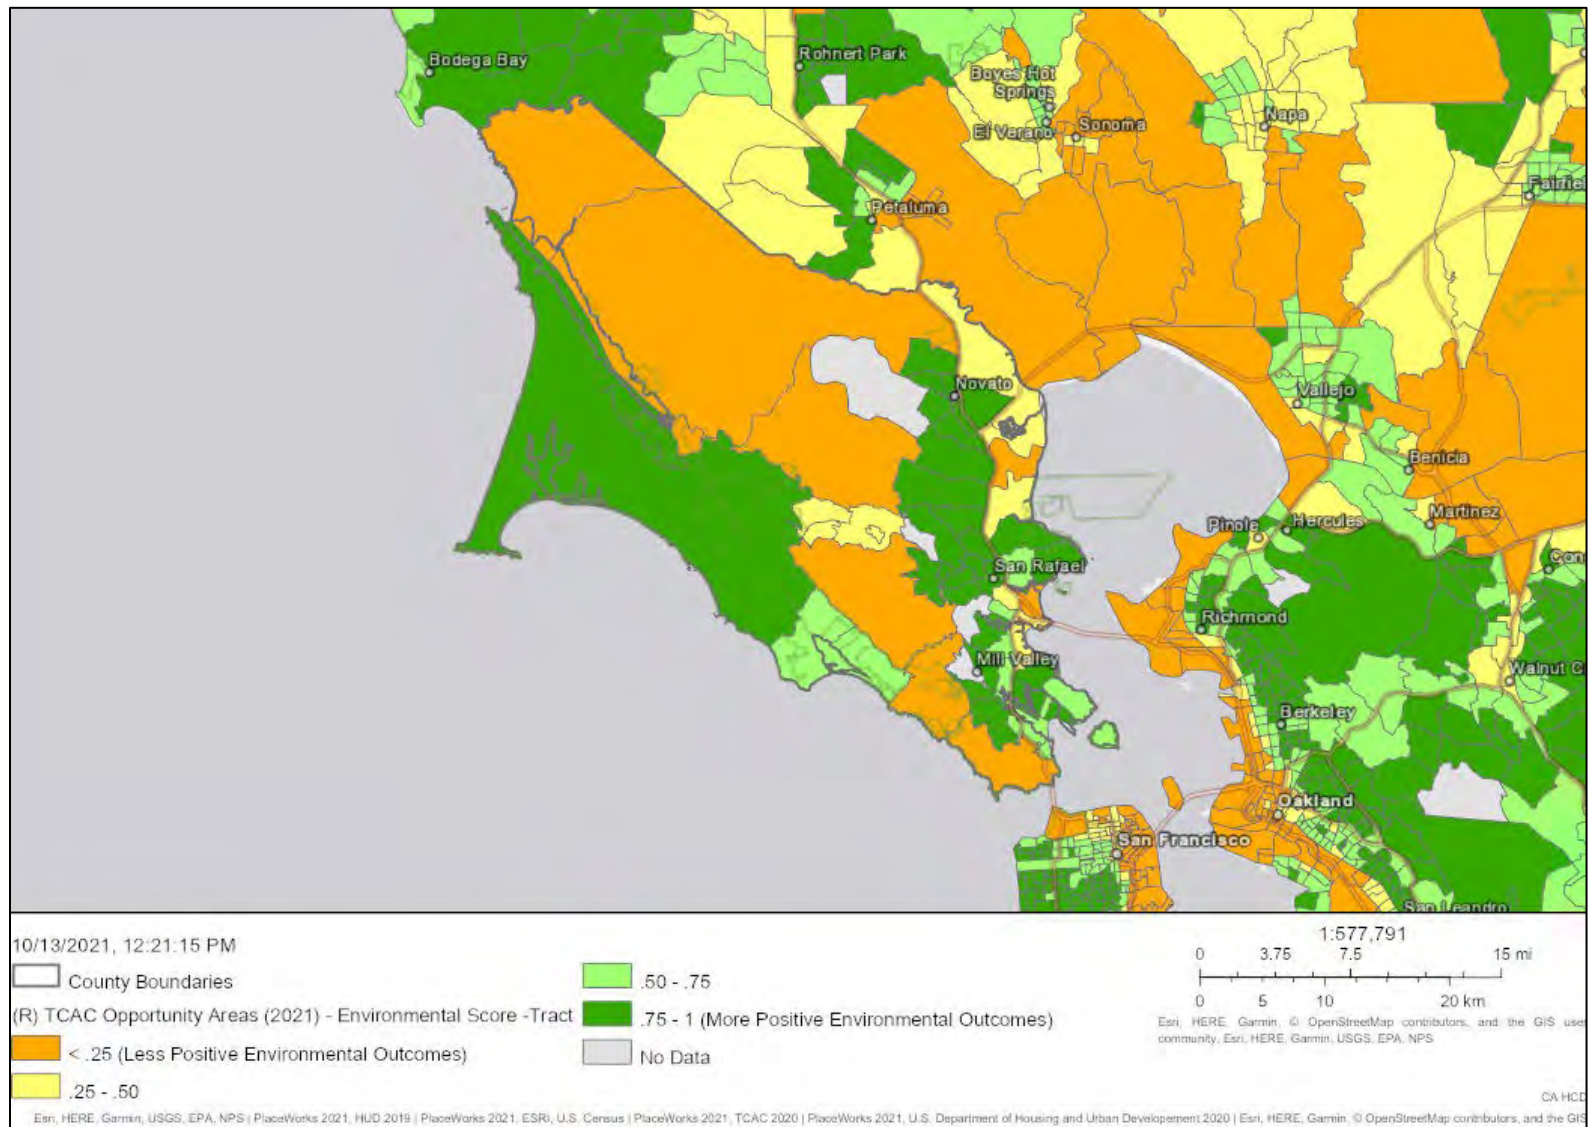 Bodega Bay
Rohnert Park
Boyes Hot
Springs
El Verano
Sonoma
Napa
Fairfie
Petaluma
Novato
Vallejo
Benicia
Martinez
Pinole
Hercules
Con
San Rafael
Richmond
Mill Valley
Walnut C
Berkeley
Oakland
San Francisco
San Leandro
10/13/2021, 12:21:15 PM
County Boundaries
(R) TCAC Opportunity Areas (2021) - Environmental Score -Tract
< .25 (Less Positive Environmental Outcomes)
.25 - .50
.50 - .75
.75 - 1 (More Positive Environmental Outcomes)
No Data
1:577,791
0 3.75 7.5 15 mi
0 5 10 20 km
Esri, HERE, Garmin, © OpenStreetMap contributors, and the GIS user
community, Esri, HERE, Garmin, USGS, EPA, NPS
CA HCD
Esri, HERE, Garmin, USGS, EPA, NPS | PlaceWorks 2021, HUD 2019 | PlaceWorks 2021, ESRI, U.S. Census | PlaceWorks 2021, TCAC 2020 | PlaceWorks 2021, U.S. Department of Housing and Urban Developement 2020 | Esri, HERE, Garmin, © OpenStreetMap contributors, and the GIS